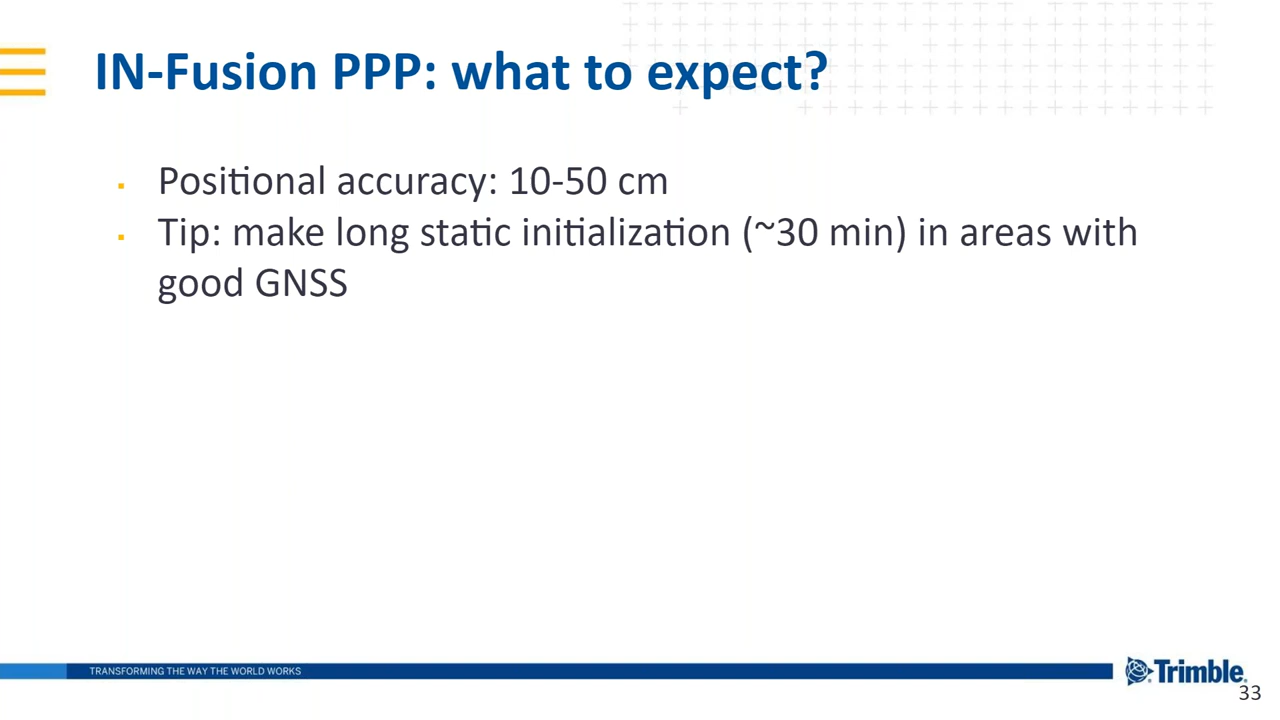 IN-Fusion PPP: what to expect?
▪ Positional accuracy: 10-50 cm
▪ Tip: make long static initialization (~30 min) in areas with
good GNSS
TRANSFORMING THE WAY THE WORLD WORKS
Trimble.
33